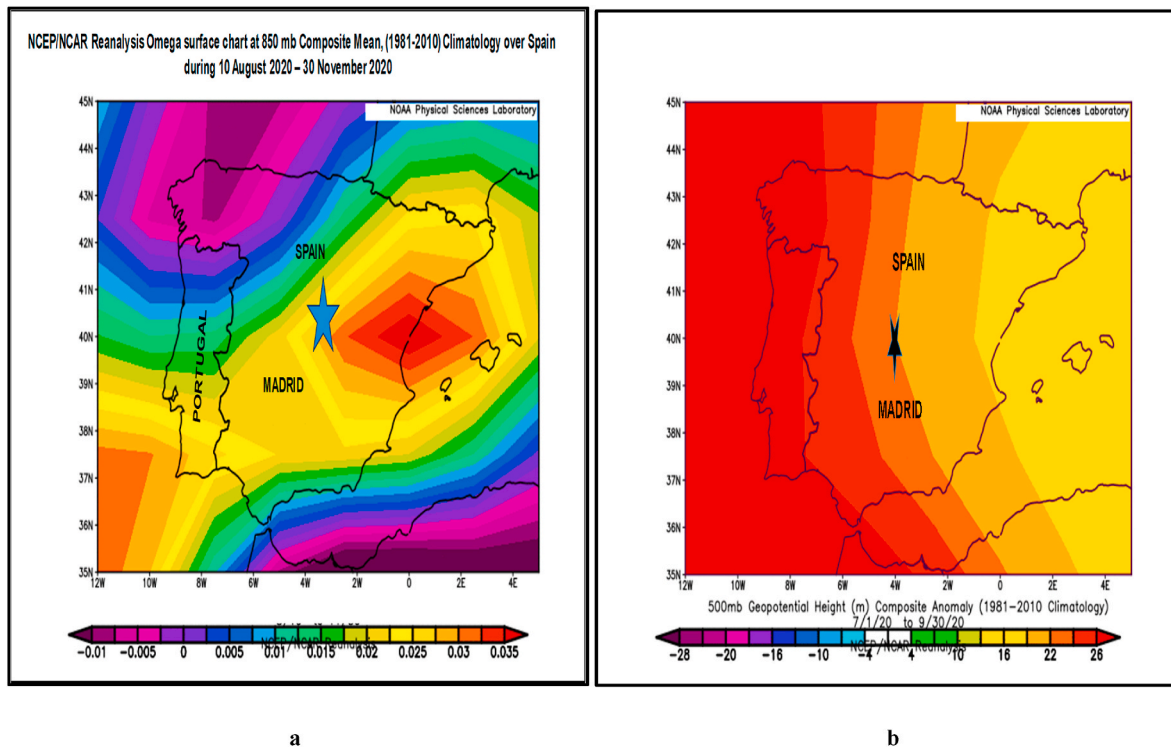 NCEP/NCAR Reanalysis Omega surface chart at 850 mb Composite Mean, (1981-2010) Climatology over Spain
during 10 August 2020 – 30 November 2020
NOAA Physical Sciences Laboratory
45N
44N
43N
42N
41N
40N
39N
38N
37N
36N
35N
SPAIN
PORTUGAL
MADRID
12W 10W 8W 6W 4W 2W 0 2E 4E
NCEP/NCAR Reanalysis
-0.01 -0.005 0 0.005 0.01 0.015 0.02 0.025 0.03 0.035
a
NOAA Physical Sciences Laboratory
45N
44N
43N
42N
41N
40N
39N
38N
37N
36N
35N
SPAIN
MADRID
12W 10W 8W 6W 4W 2W 0 2E 4E
500mb Geopotential Height (m) Composite Anomaly (1981-2010 Climatology)
7/1/20 to 9/30/20
NCEP/NCAR Reanalysis
-28 -20 -16 -10 -4 4 10 16 22 26
b